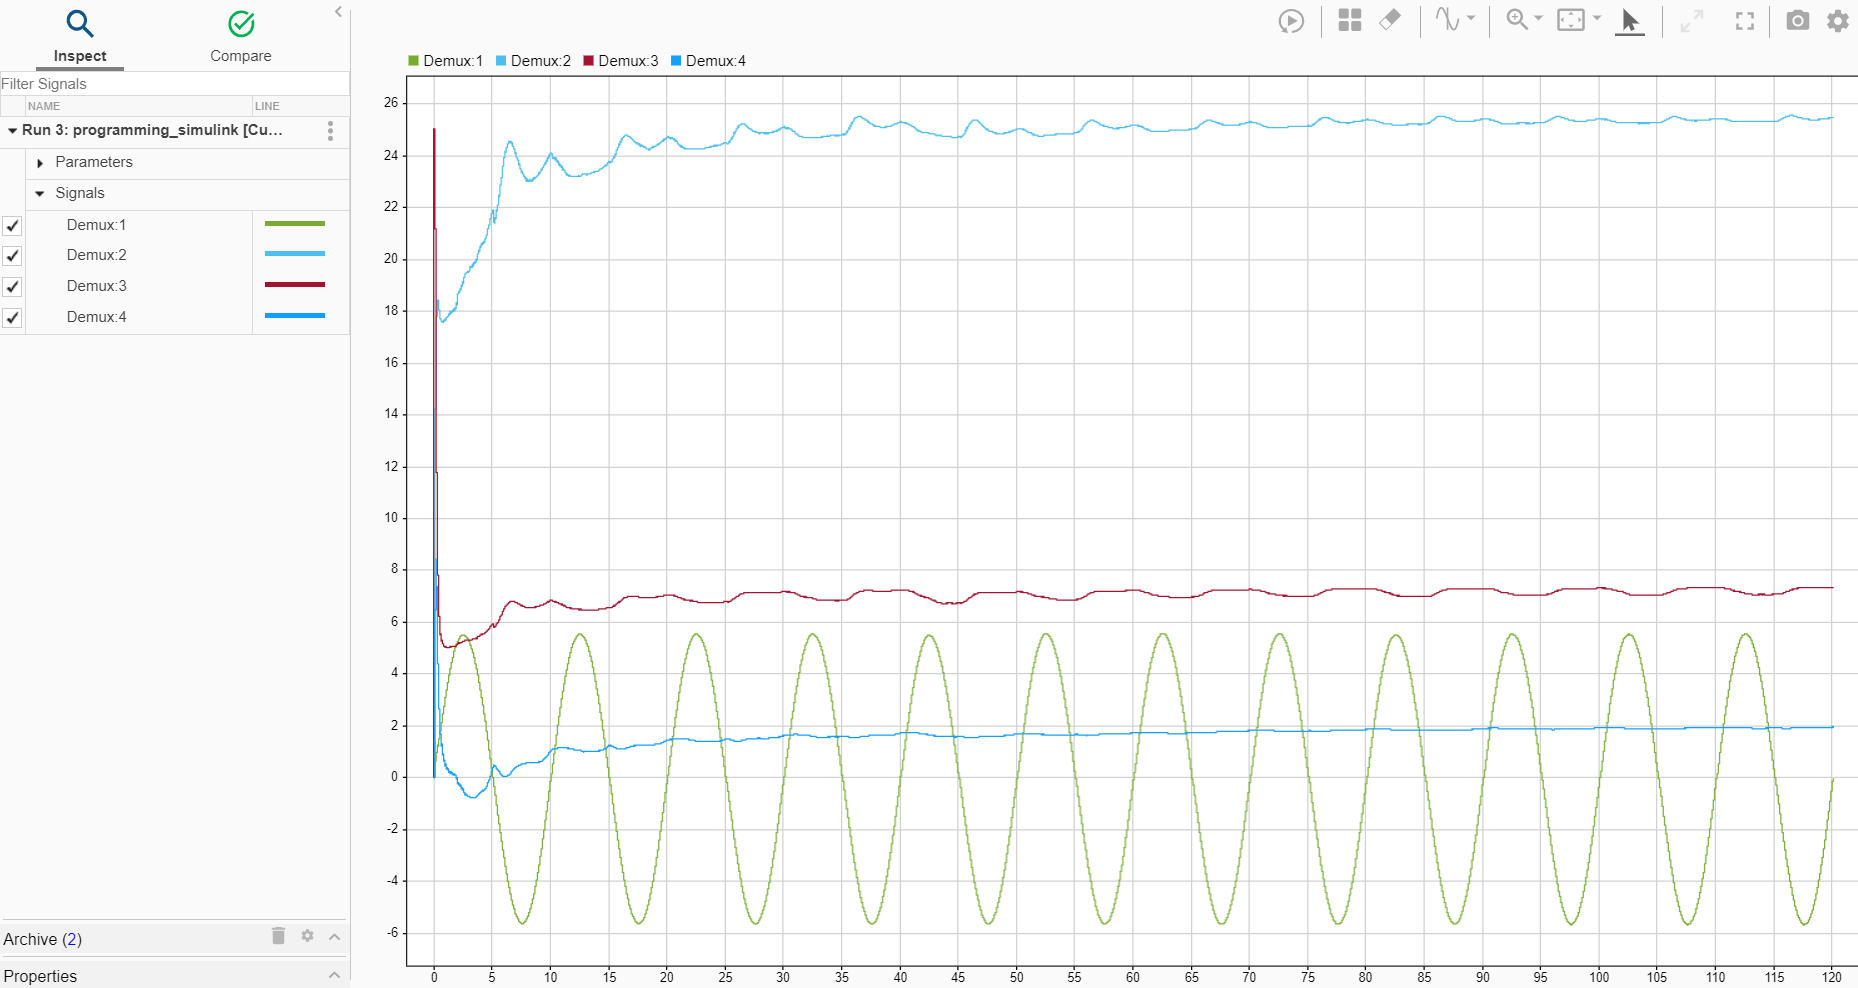 Inspect
Compare
Filter Signals
NAME LINE
Run 3: programming_simulink [Cu...
Parameters
Signals
Demux:1
Demux:2
Demux:3
Demux:4
Archive (2)
Properties
Demux:1 Demux:2 Demux:3 Demux:4
26
24
22
20
18
16
14
12
10
8
6
4
2
0
-2
-4
-6
0 5 10 15 20 25 30 35 40 45 50 55 60 65 70 75 80 85 90 95 100 105 110 115 120